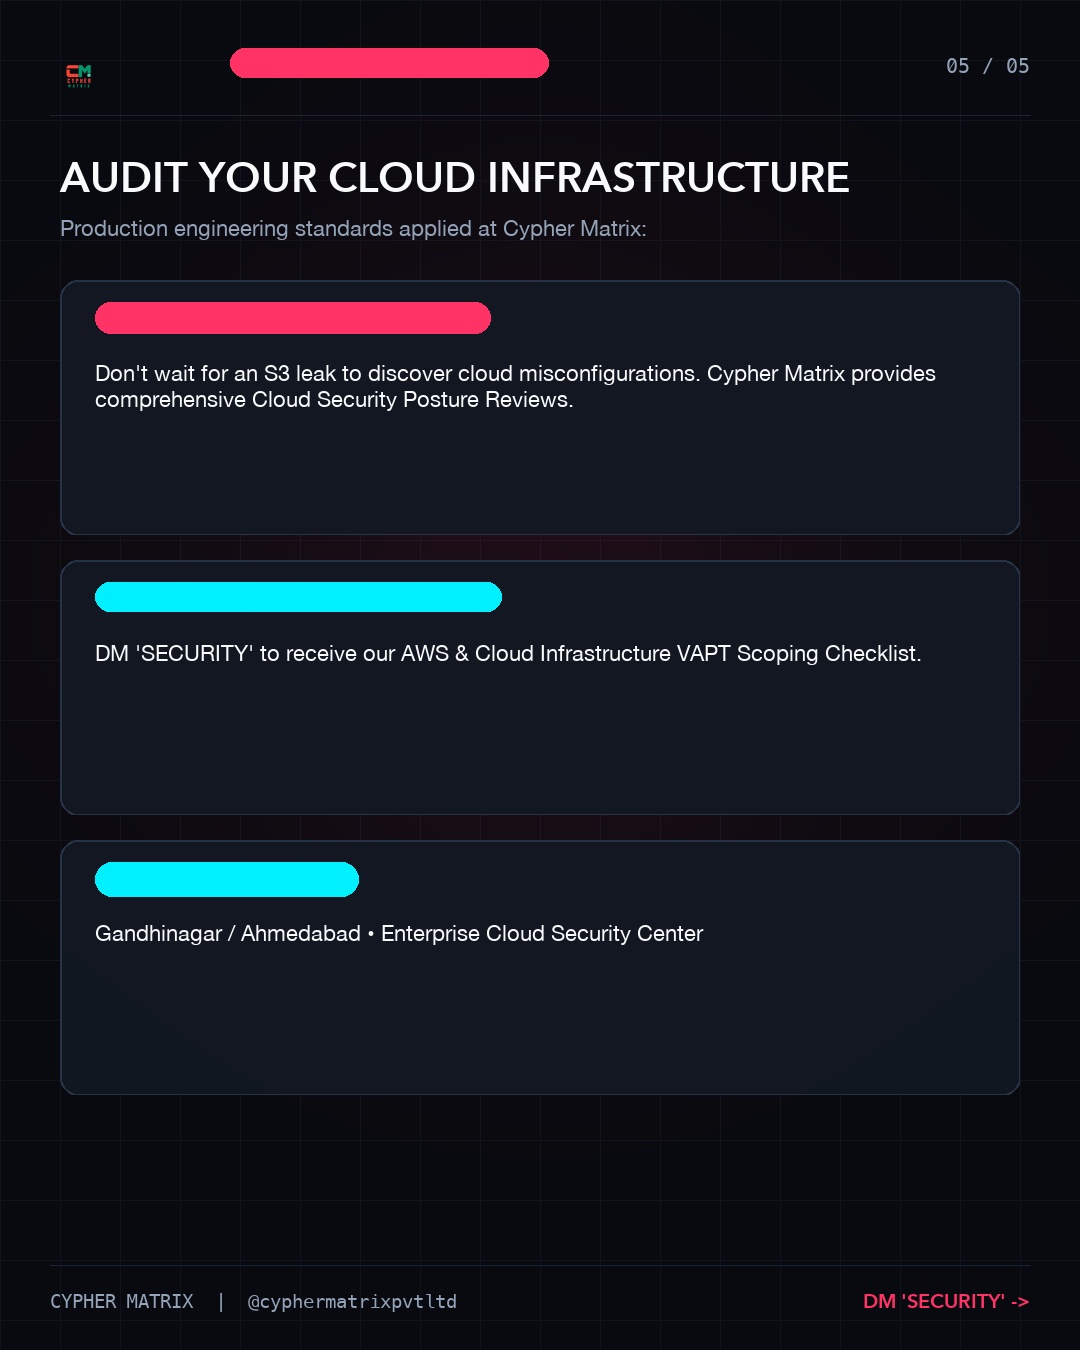 CM
CYPHER
MATRIX
05 / 05
AUDIT YOUR CLOUD INFRASTRUCTURE
Production engineering standards applied at Cypher Matrix:
Don't wait for an S3 leak to discover cloud misconfigurations. Cypher Matrix provides
comprehensive Cloud Security Posture Reviews.
DM 'SECURITY' to receive our AWS & Cloud Infrastructure VAPT Scoping Checklist.
Gandhinagar / Ahmedabad • Enterprise Cloud Security Center
CYPHER MATRIX | @cyphermatrixpvtltd
DM 'SECURITY' ->